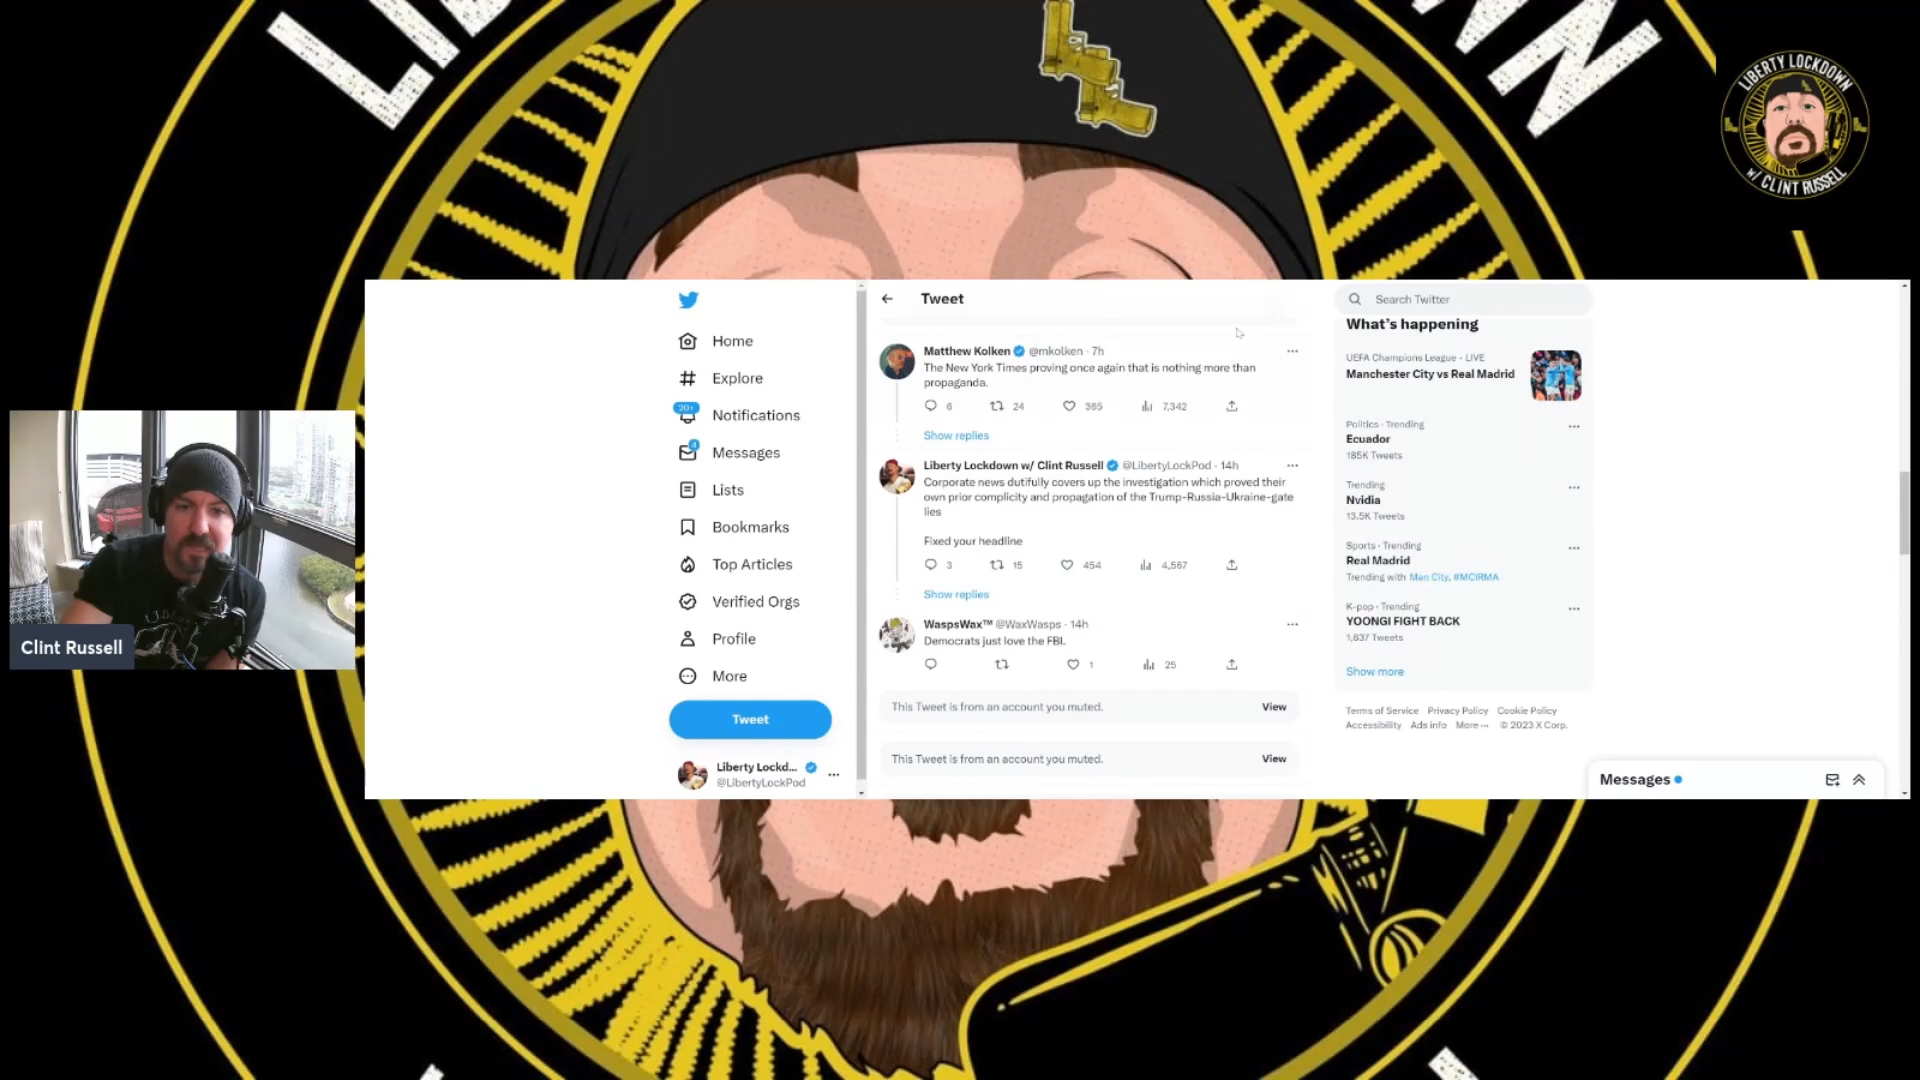 LIBERTY LOCKDOWN
W/ CLINT RUSSELL
Clint Russell
Home
Explore
20+
Notifications
4
Messages
Lists
Bookmarks
Top Articles
Verified Orgs
Profile
More
Tweet
Liberty Lockd...
@LibertyLockPod
Tweet
Matthew Kolken @mkolken · 7h
The New York Times proving once again that is nothing more than
propaganda.
6 24 365 7,342
Show replies
Liberty Lockdown w/ Clint Russell @LibertyLockPod · 14h
Corporate news dutifully covers up the investigation which proved their
own prior complicity and propagation of the Trump-Russia-Ukraine-gate
lies
Fixed your headline
3 15 454 4,567
Show replies
WaspsWax™ @WaxWasps · 14h
Democrats just love the FBI.
1 25
This Tweet is from an account you muted. View
This Tweet is from an account you muted. View
Search Twitter
What's happening
UEFA Champions League · LIVE
Manchester City vs Real Madrid
Politics · Trending
Ecuador
185K Tweets
Trending
Nvidia
13.5K Tweets
Sports · Trending
Real Madrid
Trending with Man City, #MCIRMA
K-pop · Trending
YOONGI FIGHT BACK
1,637 Tweets
Show more
Terms of Service Privacy Policy Cookie Policy
Accessibility Ads info More ··· © 2023 X Corp.
Messages